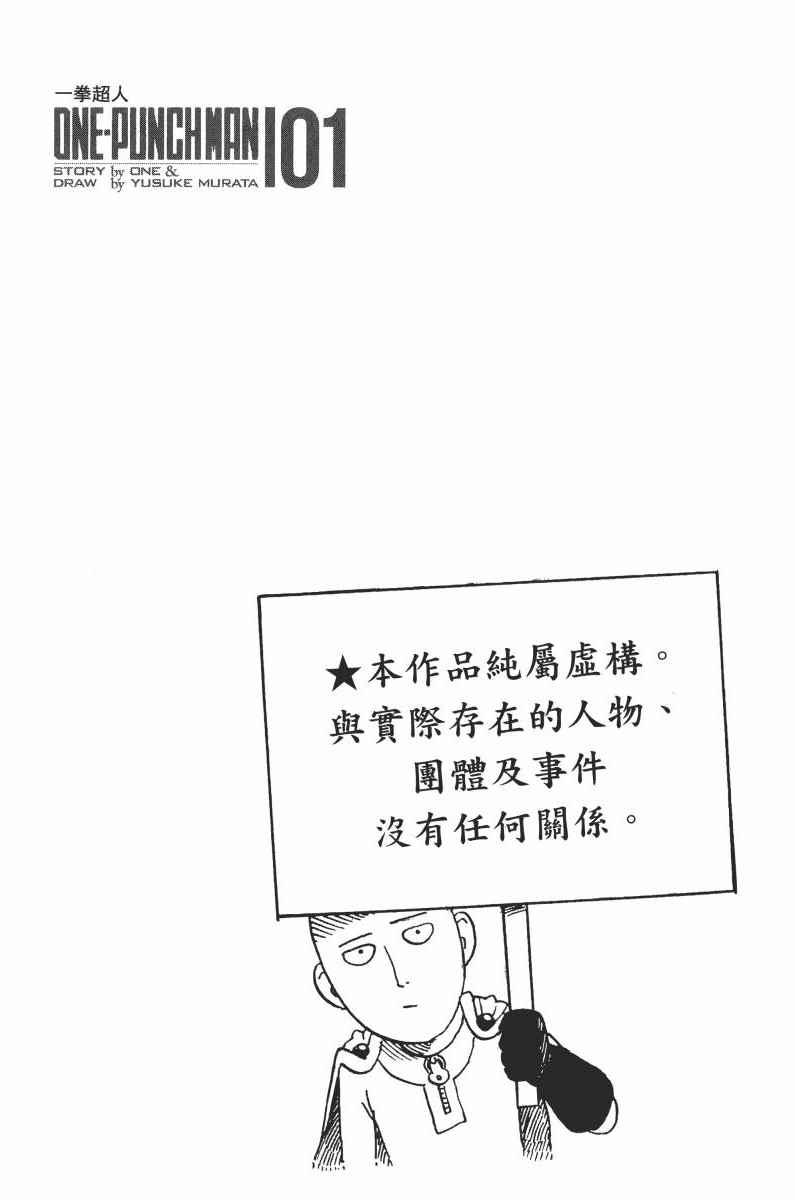 一拳超人
ONE-PUNCH MAN 01
STORY by ONE &
DRAW by YUSUKE MURATA
★本作品純屬虛構。
與實際存在的人物、
團體及事件
沒有任何關係。